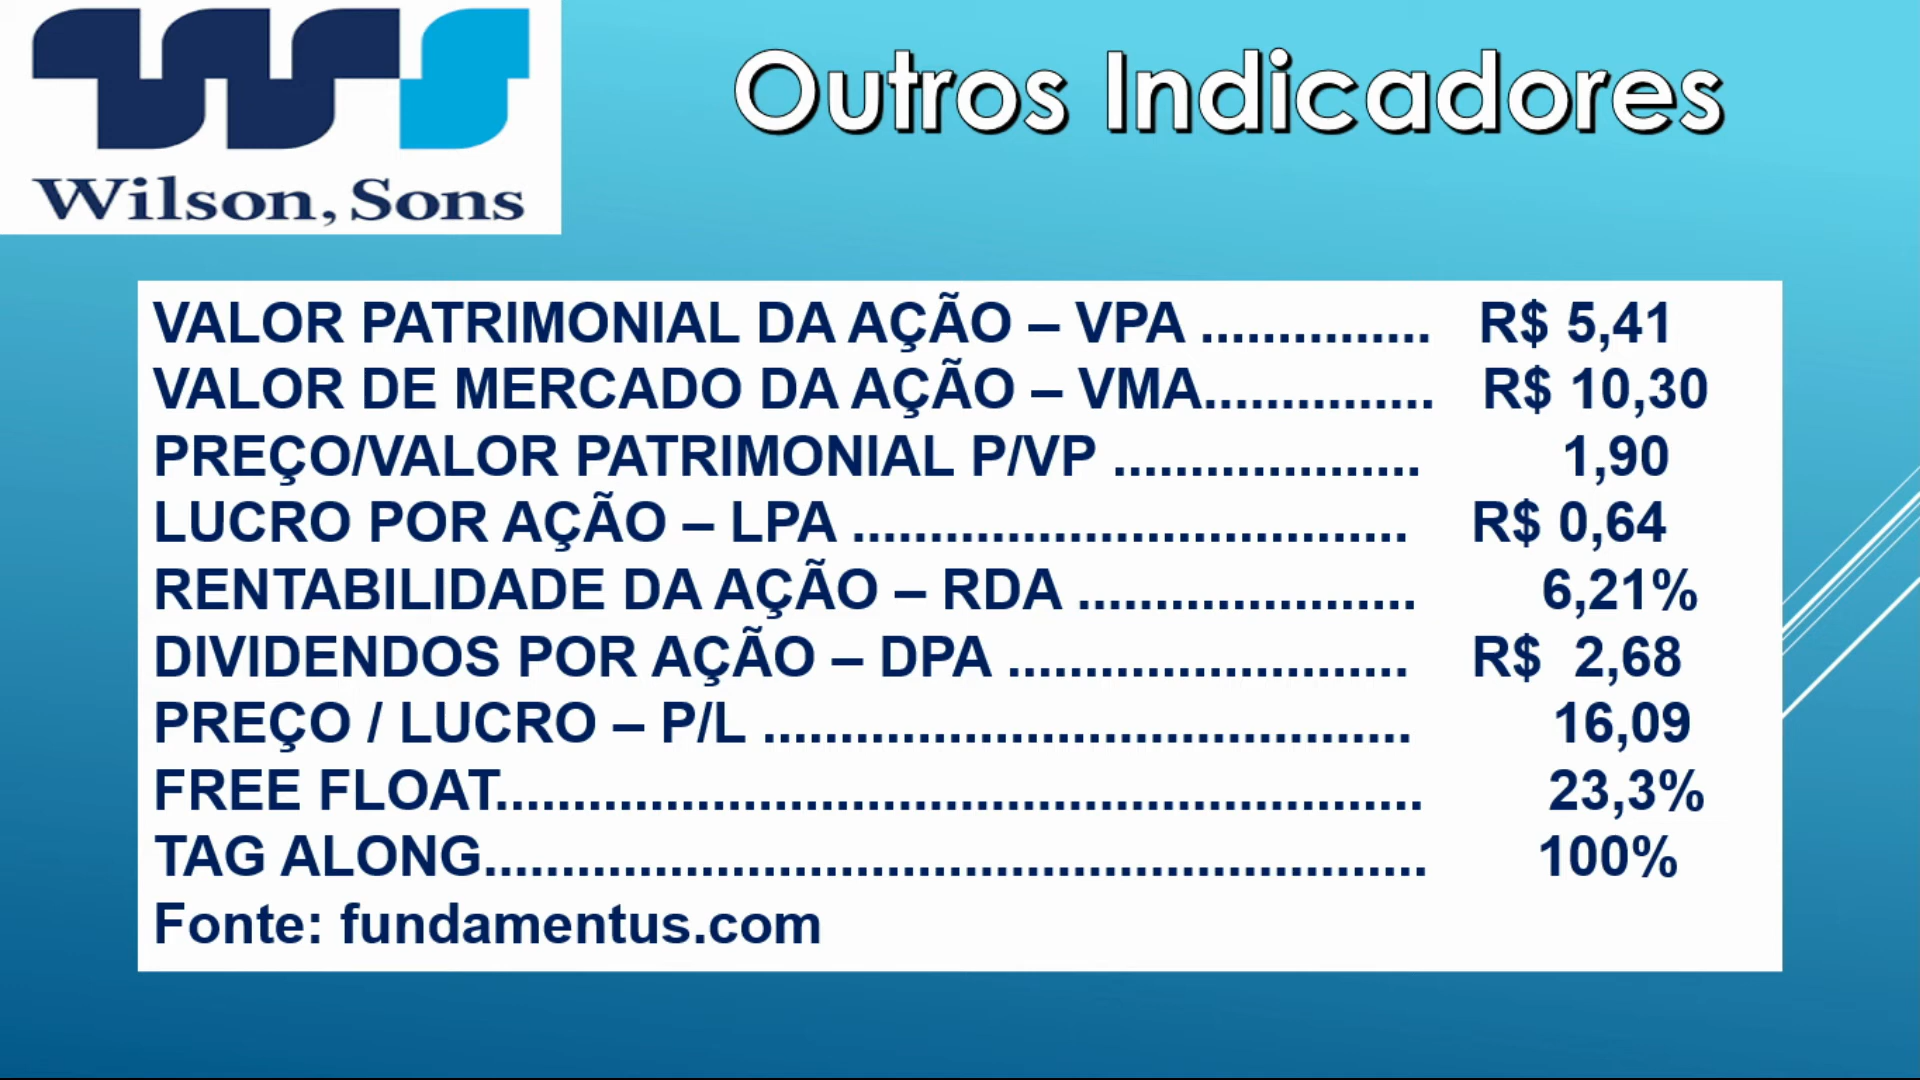 Wilson, Sons
Outros Indicadores
VALOR PATRIMONIAL DA AÇÃO – VPA ............... R$ 5,41
VALOR DE MERCADO DA AÇÃO – VMA............... R$ 10,30
PREÇO/VALOR PATRIMONIAL P/VP .................... 1,90
LUCRO POR AÇÃO – LPA .................................... R$ 0,64
RENTABILIDADE DA AÇÃO – RDA ...................... 6,21%
DIVIDENDOS POR AÇÃO – DPA .......................... R$ 2,68
PREÇO / LUCRO – P/L .......................................... 16,09
FREE FLOAT............................................................ 23,3%
TAG ALONG............................................................. 100%
Fonte: fundamentus.com